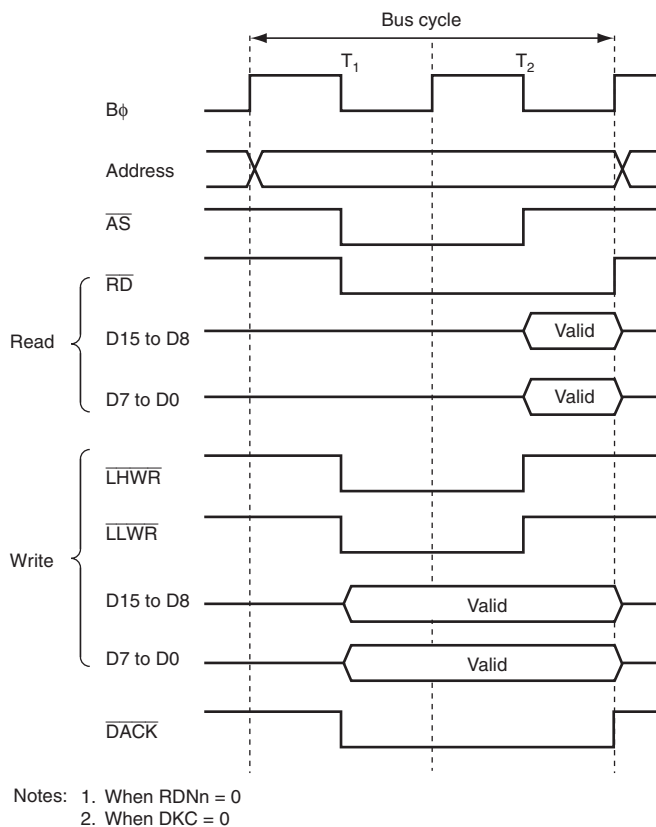 Bus cycle
T1 T2
Bφ
Address
AS
RD
Read
D15 to D8 Valid
D7 to D0 Valid
LHWR
LLWR
Write
D15 to D8 Valid
D7 to D0 Valid
DACK
Notes: 1. When RDNn = 0
2. When DKC = 0